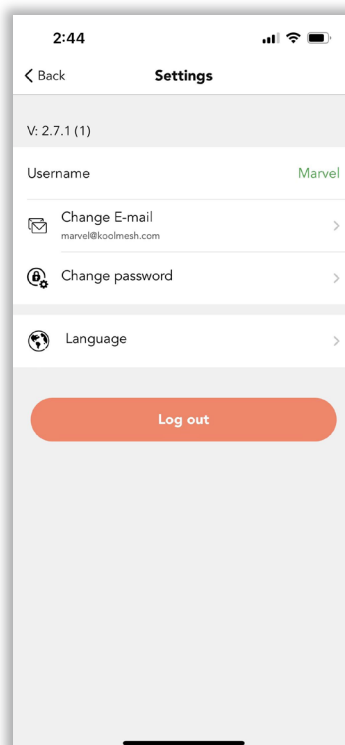 2:44
Back
Settings
V: 2.7.1 (1)
Username
Marvel
Change E-mail
marvel@koolmesh.com
Change password
Language
Log out